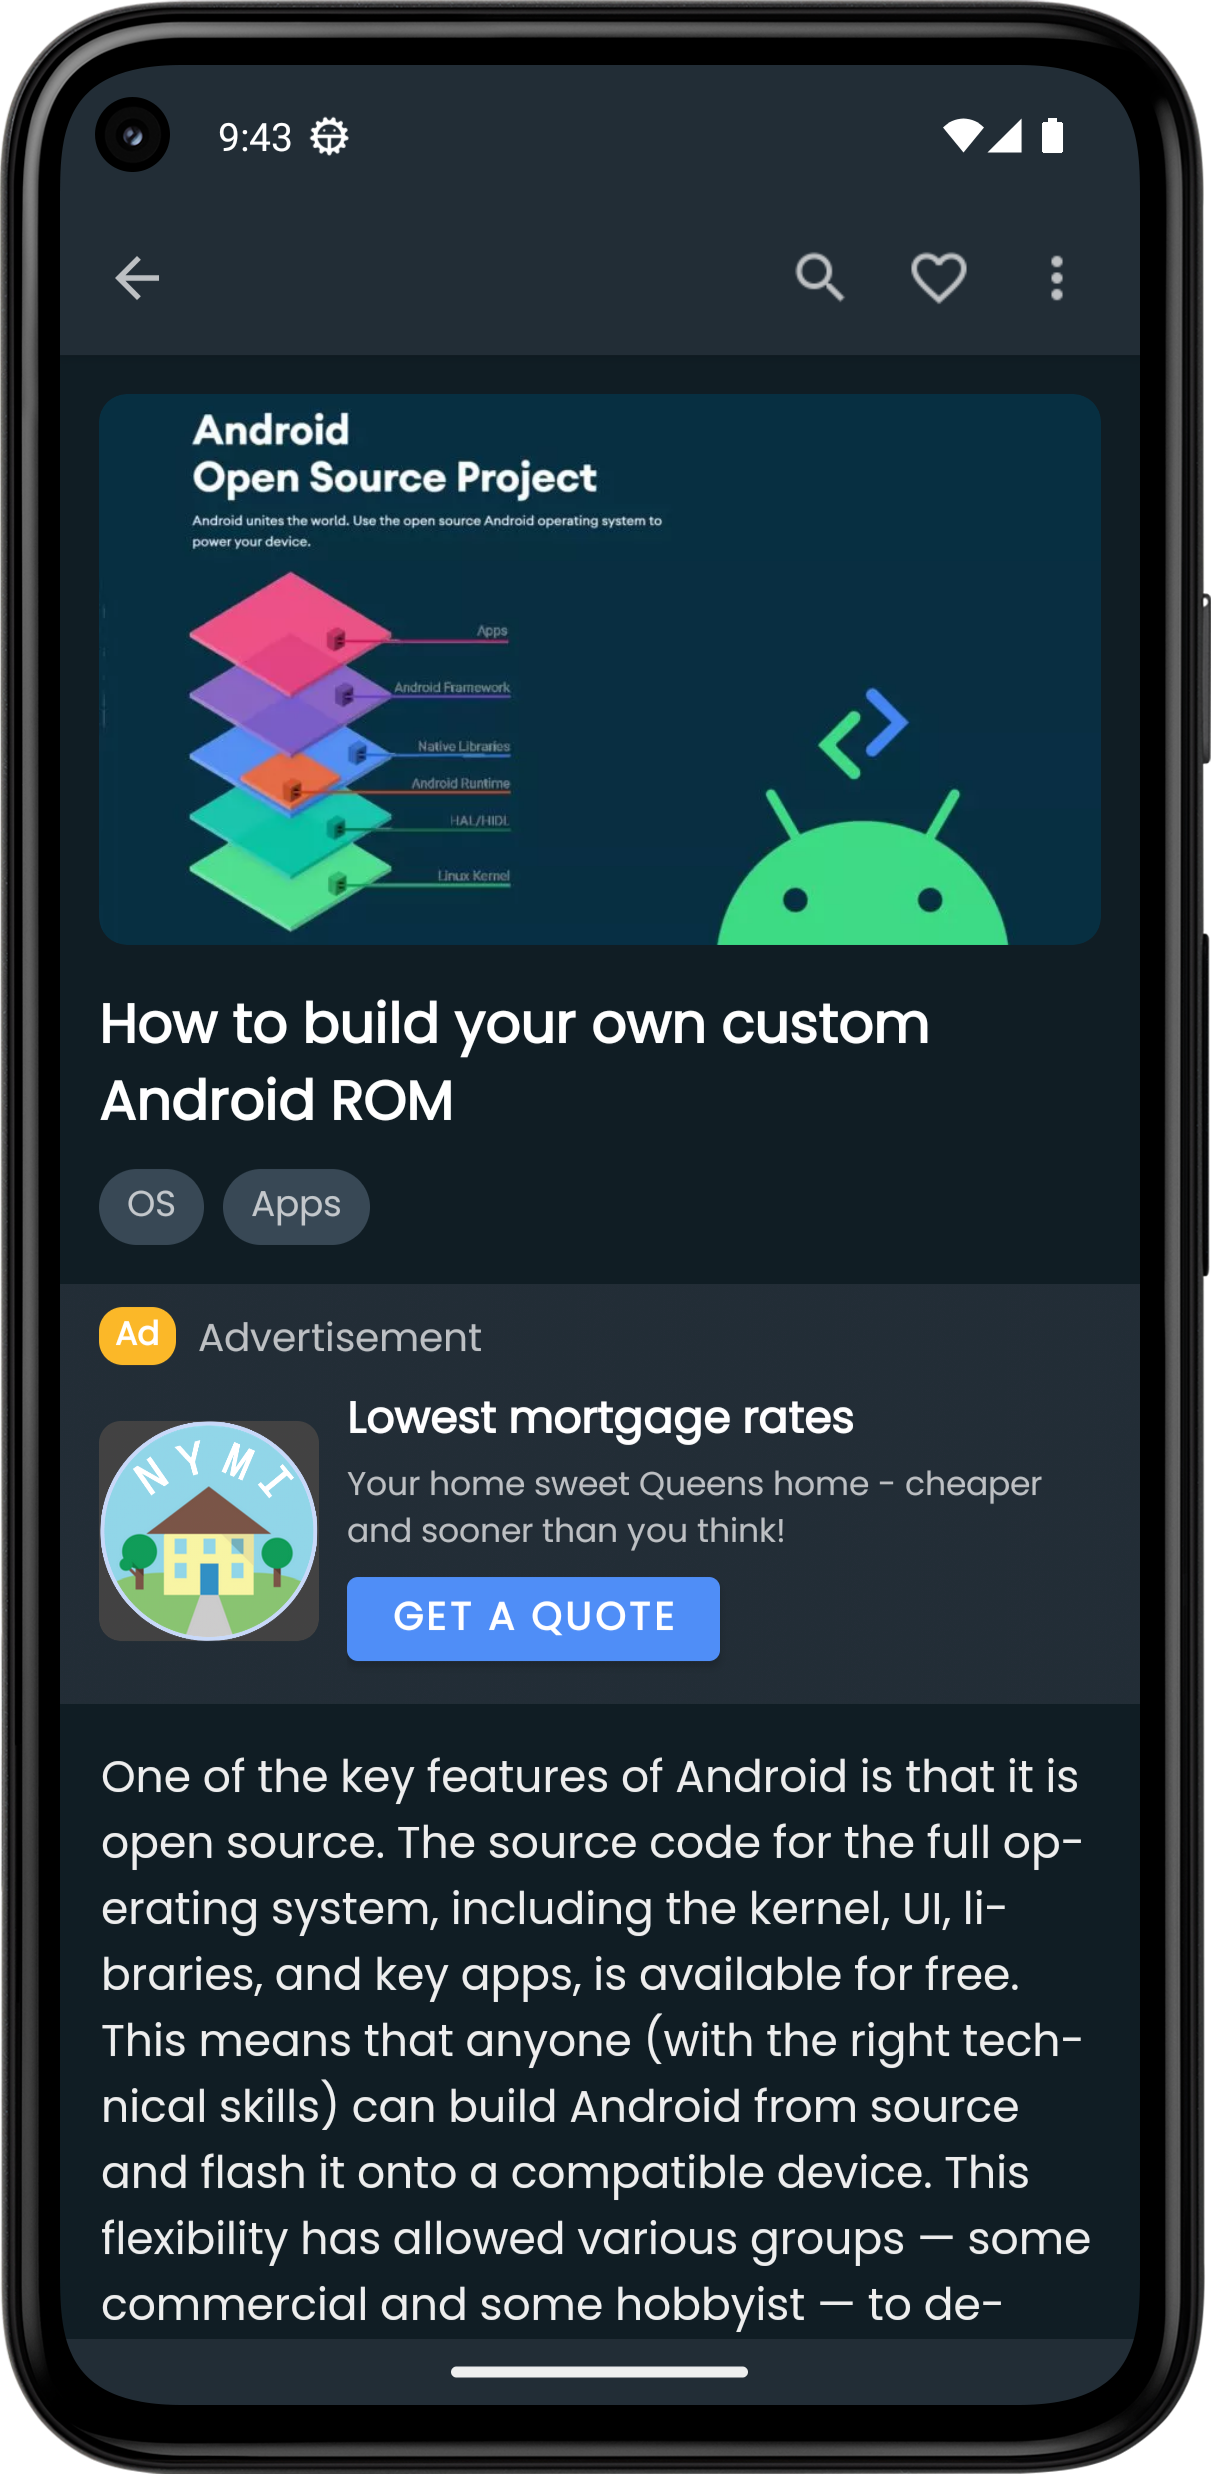 9:43
Android
Open Source Project
Android unites the world. Use the open source Android operating system to
power your device.
Apps
Android Framework
Native Libraries
Android Runtime
HAL/HIDL
Linux Kernel
How to build your own custom
Android ROM
OS Apps
Ad Advertisement
NYMI
Lowest mortgage rates
Your home sweet Queens home - cheaper
and sooner than you think!
GET A QUOTE
One of the key features of Android is that it is
open source. The source code for the full op-
erating system, including the kernel, UI, li-
braries, and key apps, is available for free.
This means that anyone (with the right tech-
nical skills) can build Android from source
and flash it onto a compatible device. This
flexibility has allowed various groups — some
commercial and some hobbyist — to de-